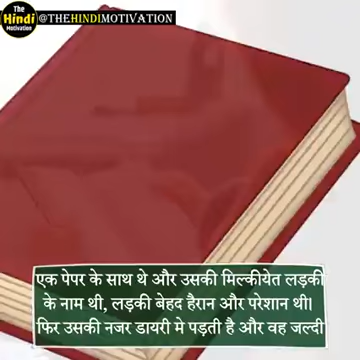 The
Hindi
Motivation
@THEHINDIMOTIVATION
एक पेपर के साथ थे और उसकी मिल्कीयेत लड़की
के नाम थी, लड़की बेहद हैरान और परेशान थी।
फिर उसकी नजर डायरी मे पड़ती है और वह जल्दी